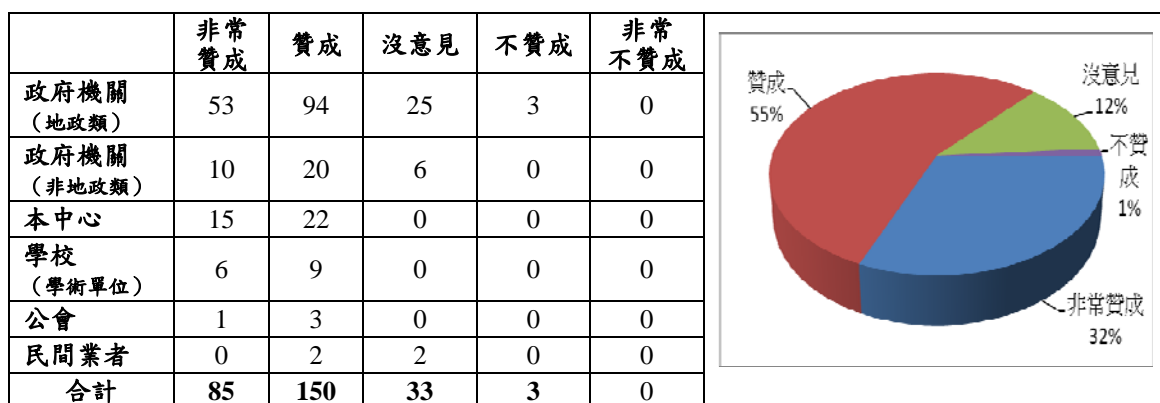 非常贊成 贊成 沒意見 不贊成 非常不贊成
政府機關（地政類） 53 94 25 3 0
政府機關（非地政類） 10 20 6 0 0
本中心 15 22 0 0 0
學校（學術單位） 6 9 0 0 0
公會 1 3 0 0 0
民間業者 0 2 2 0 0
合計 85 150 33 3 0
贊成
55%
沒意見
12%
不贊
成
1%
非常贊成
32%